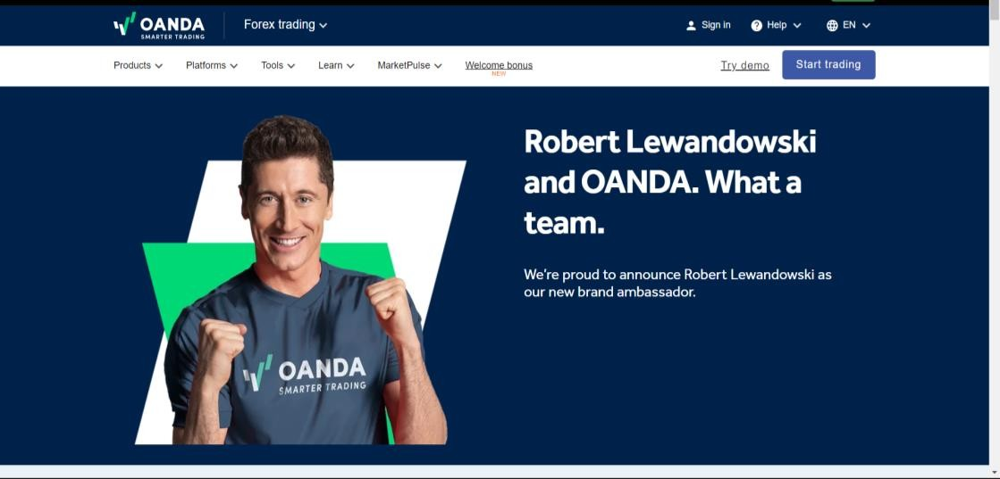 OANDA
SMARTER TRADING
Forex trading
Sign in
Help
EN
Products
Platforms
Tools
Learn
MarketPulse
Welcome bonus
NEW
Try demo
Start trading
Robert Lewandowski
and OANDA. What a
team.
We're proud to announce Robert Lewandowski as
our new brand ambassador.
OANDA
SMARTER TRADING